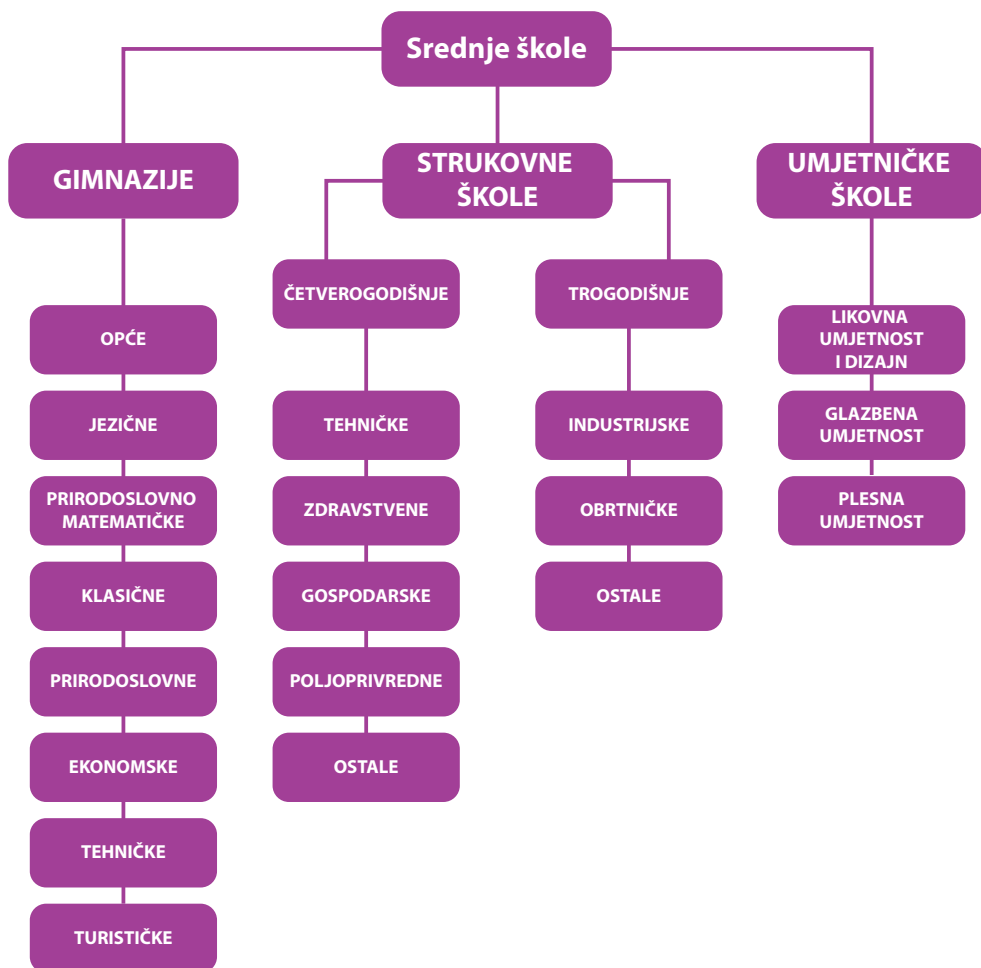 Srednje škole
GIMNAZIJE
OPĆE
JEZIČNE
PRIRODOSLOVNO
MATEMATIČKE
KLASIČNE
PRIRODOSLOVNE
EKONOMSKE
TEHNIČKE
TURISTIČKE
STRUKOVNE
ŠKOLE
ČETVEROGODIŠNJE
TEHNIČKE
ZDRAVSTVENE
GOSPODARSKE
POLJOPRIVREDNE
OSTALE
TROGODIŠNJE
INDUSTRIJSKE
OBRTNIČKE
OSTALE
UMJETNIČKE
ŠKOLE
LIKOVNA
UMJETNOST
I DIZAJN
GLAZBENA
UMJETNOST
PLESNA
UMJETNOST